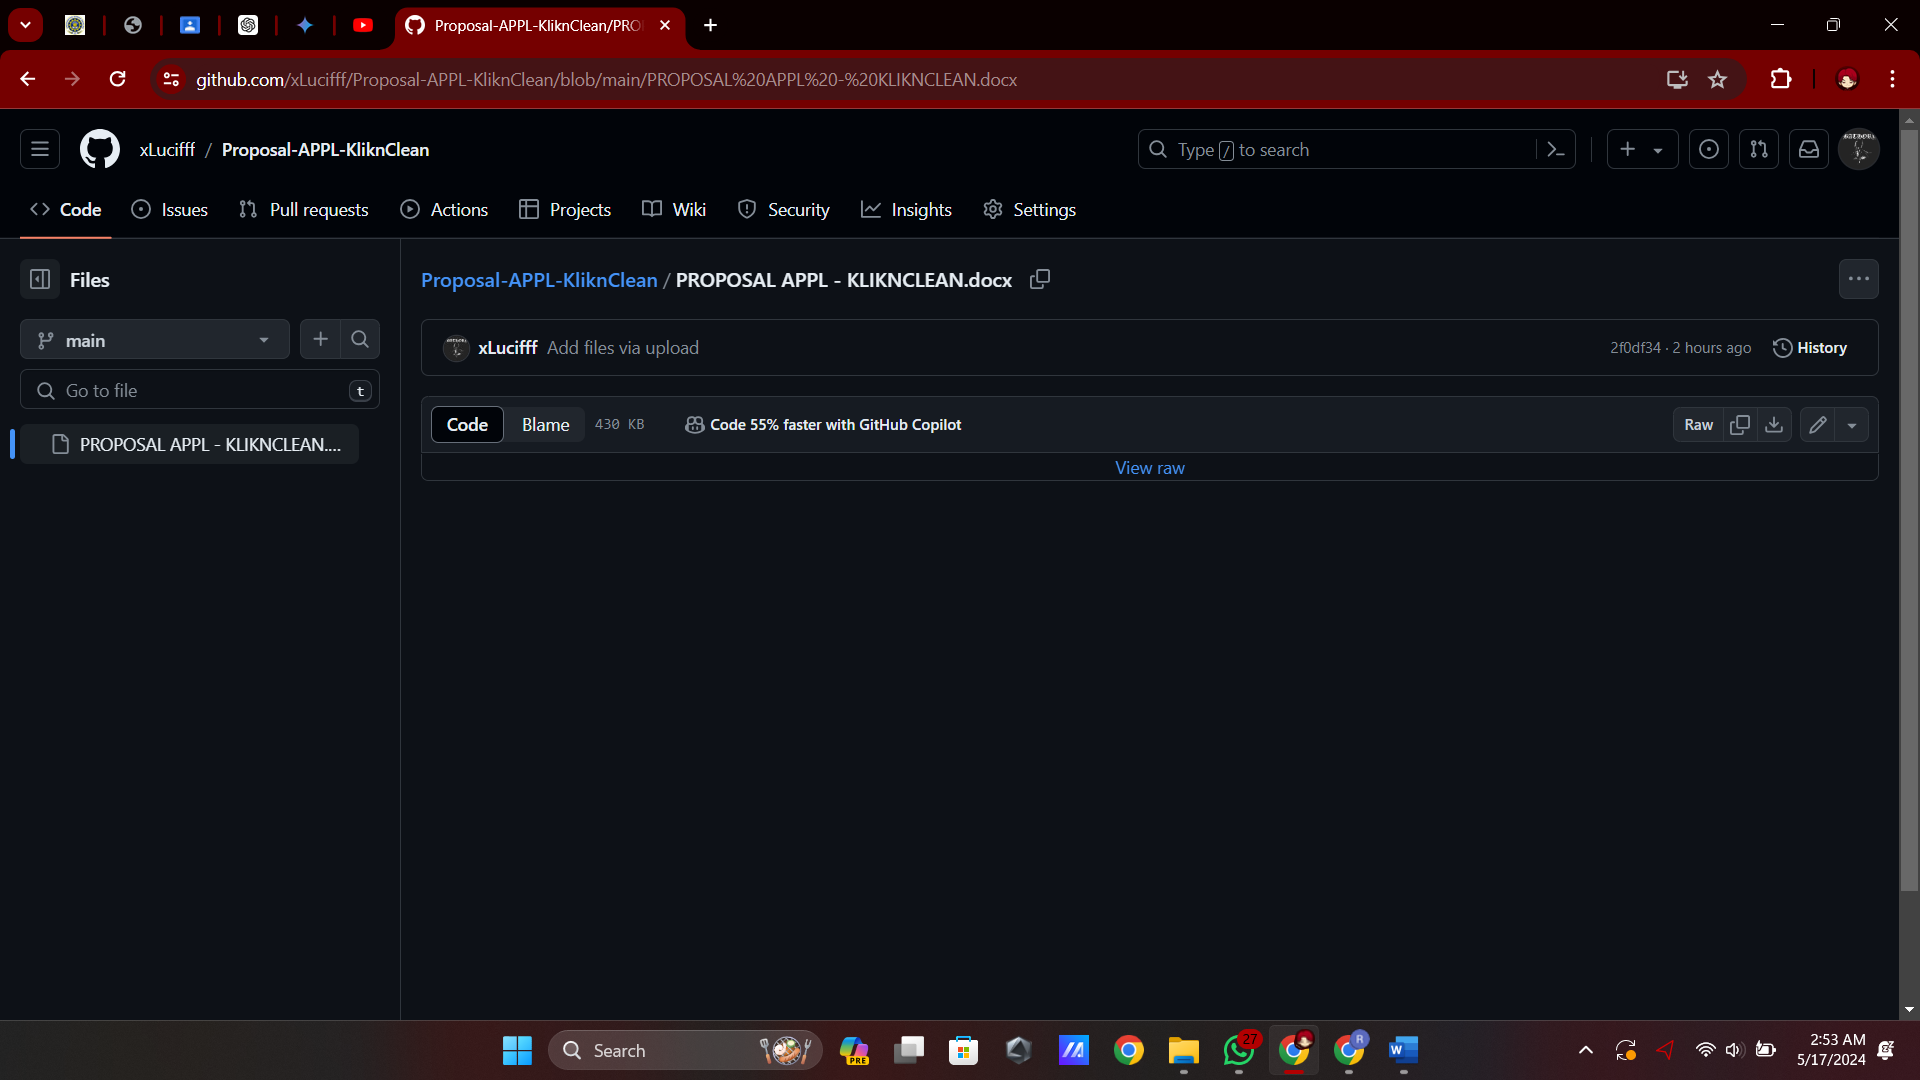 Proposal-APPL-KliknClean/PRO
github.com/xLucifff/Proposal-APPL-KliknClean/blob/main/PROPOSAL%20APPL%20-%20KLIKNCLEAN.docx
xLucifff / Proposal-APPL-KliknClean
Type / to search
Code
Issues
Pull requests
Actions
Projects
Wiki
Security
Insights
Settings
Files
main
Go to file
t
PROPOSAL APPL - KLIKNCLEAN....
Proposal-APPL-KliknClean / PROPOSAL APPL - KLIKNCLEAN.docx
xLucifff Add files via upload
2f0df34 · 2 hours ago
History
Code
Blame
430 KB
Code 55% faster with GitHub Copilot
Raw
View raw
Search
PRE
27
R
W
2:53 AM
5/17/2024